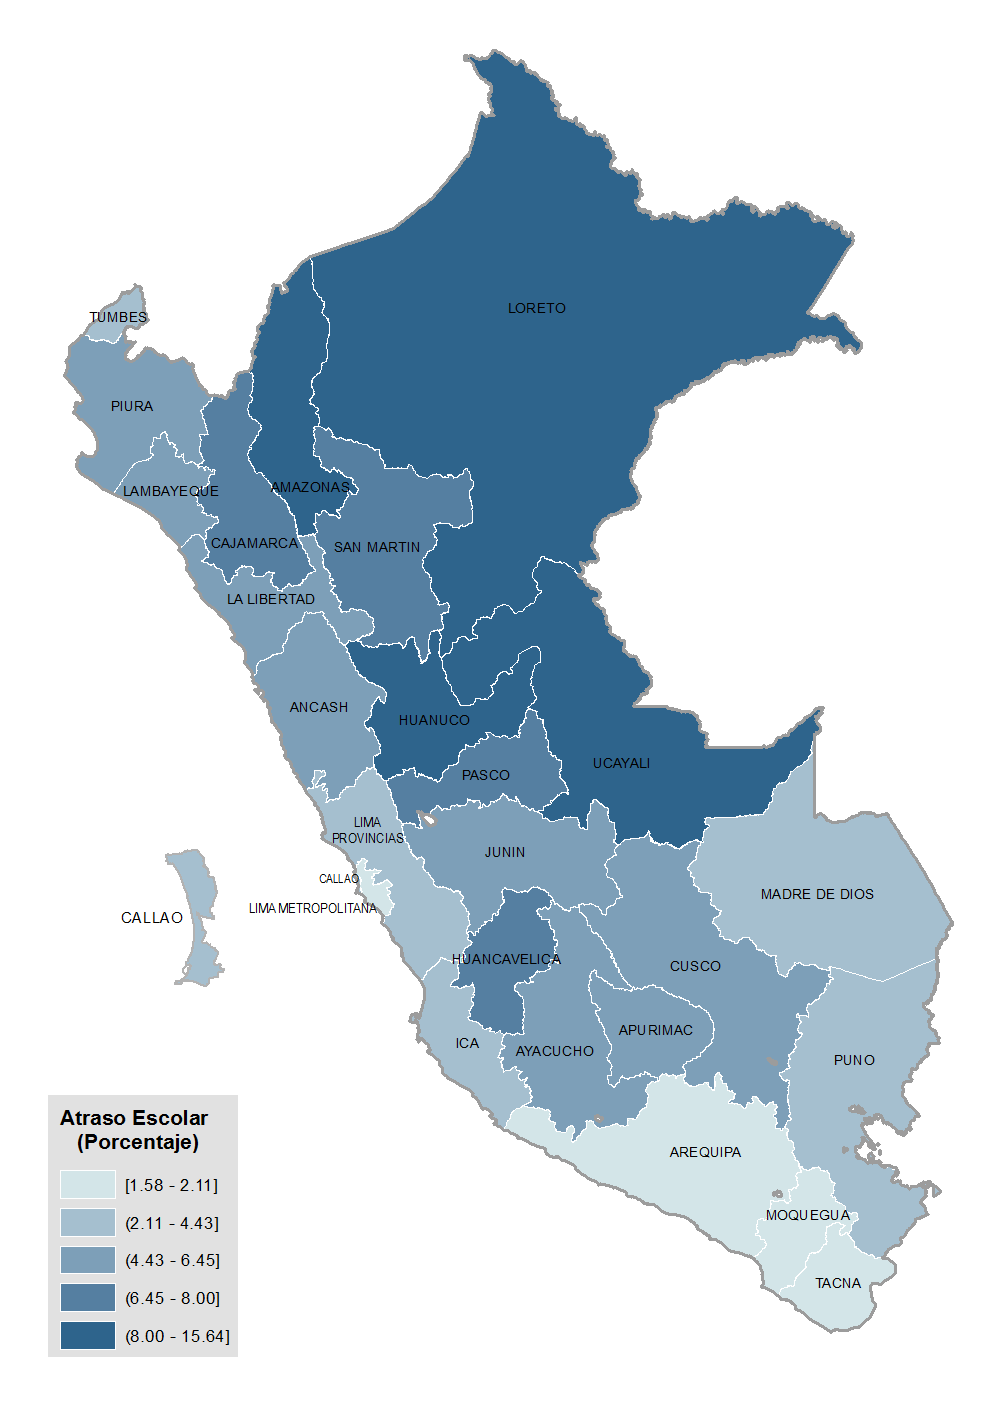 LORETO
TUMBES
PIURA
AMAZONAS
LAMBAYEQUE
CAJAMARCA
SAN MARTIN
LA LIBERTAD
ANCASH
HUANUCO
UCAYALI
PASCO
LIMA
PROVINCIAS
JUNIN
CALLAO
MADRE DE DIOS
LIMA METROPOLITANA
CALLAO
HUANCAVELICA
CUSCO
APURIMAC
ICA
AYACUCHO
PUNO
AREQUIPA
MOQUEGUA
TACNA
Atraso Escolar
(Porcentaje)
[1.58 - 2.11]
(2.11 - 4.43]
(4.43 - 6.45]
(6.45 - 8.00]
(8.00 - 15.64]